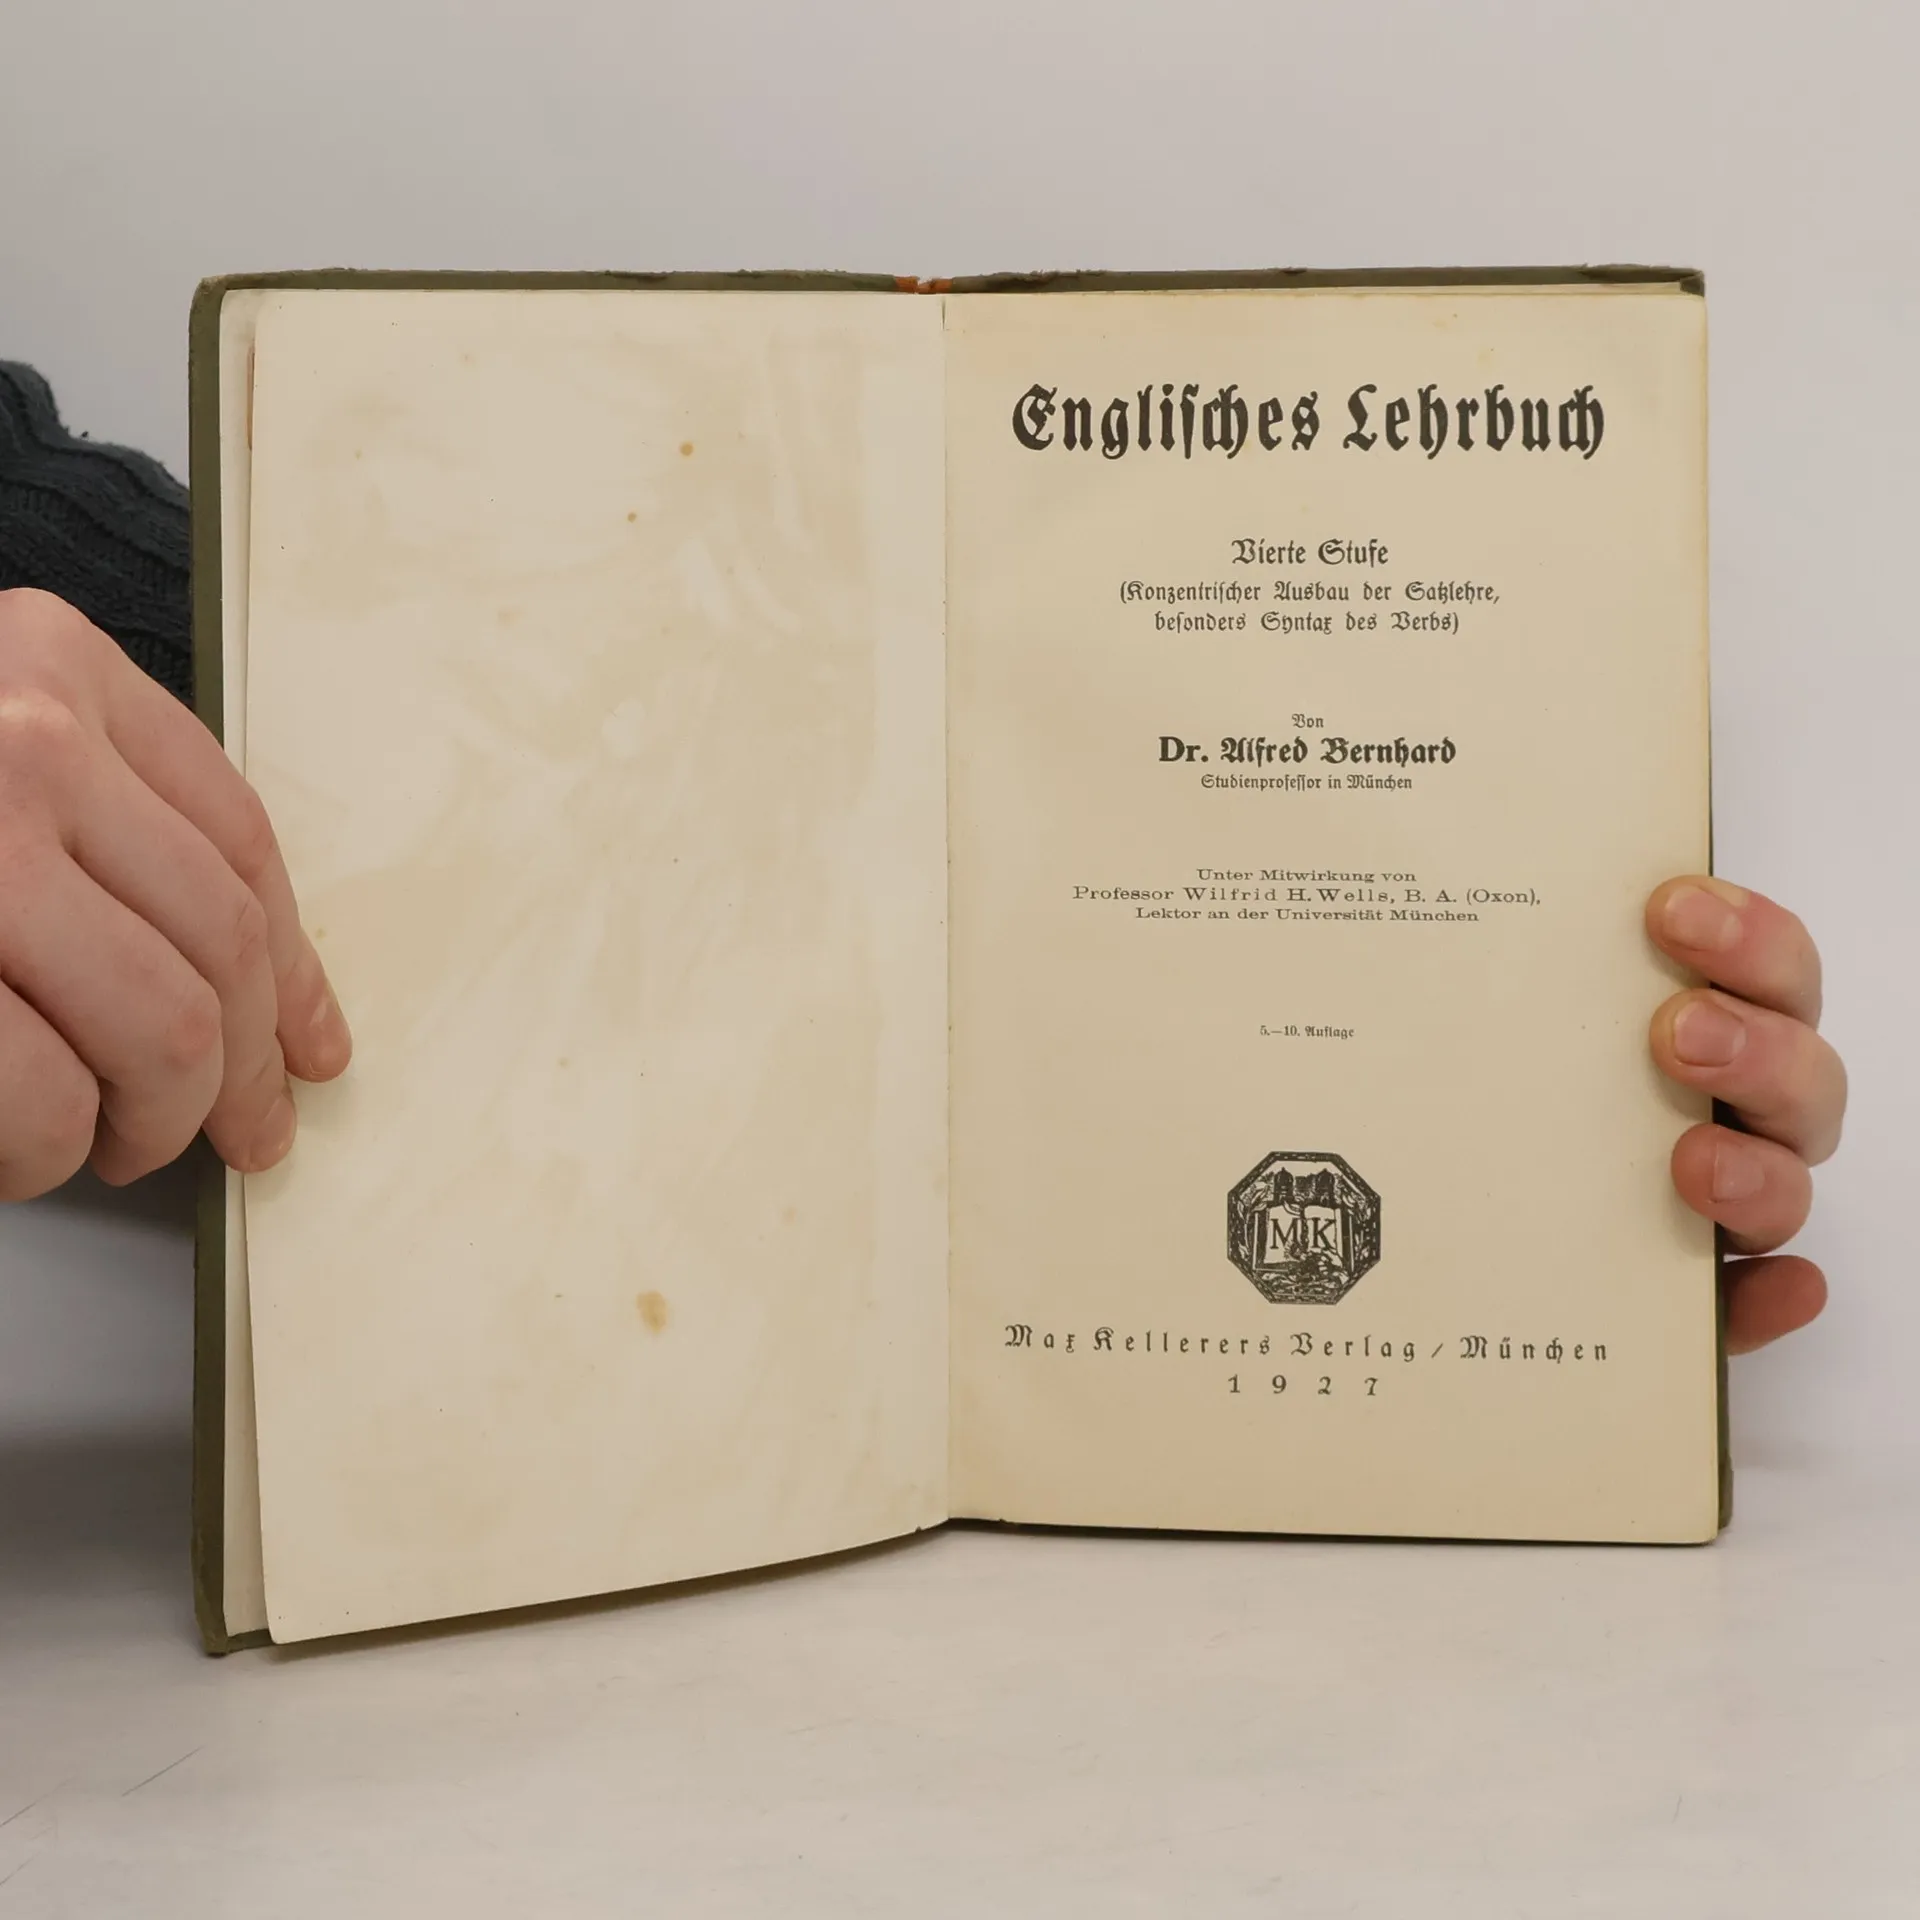 Englisches Lehrbuch
Vierte Stufe
(Konzentrischer Ausbau der Satzlehre,
besonders Syntax des Verbs)
Von
Dr. Alfred Bernhard
Studienprofessor in München
Unter Mitwirkung von
Professor Wilfrid H. Wells, B. A. (Oxon),
Lektor an der Universität München
5.—10. Auflage
M K
Max Kellerers Verlag / München
1927